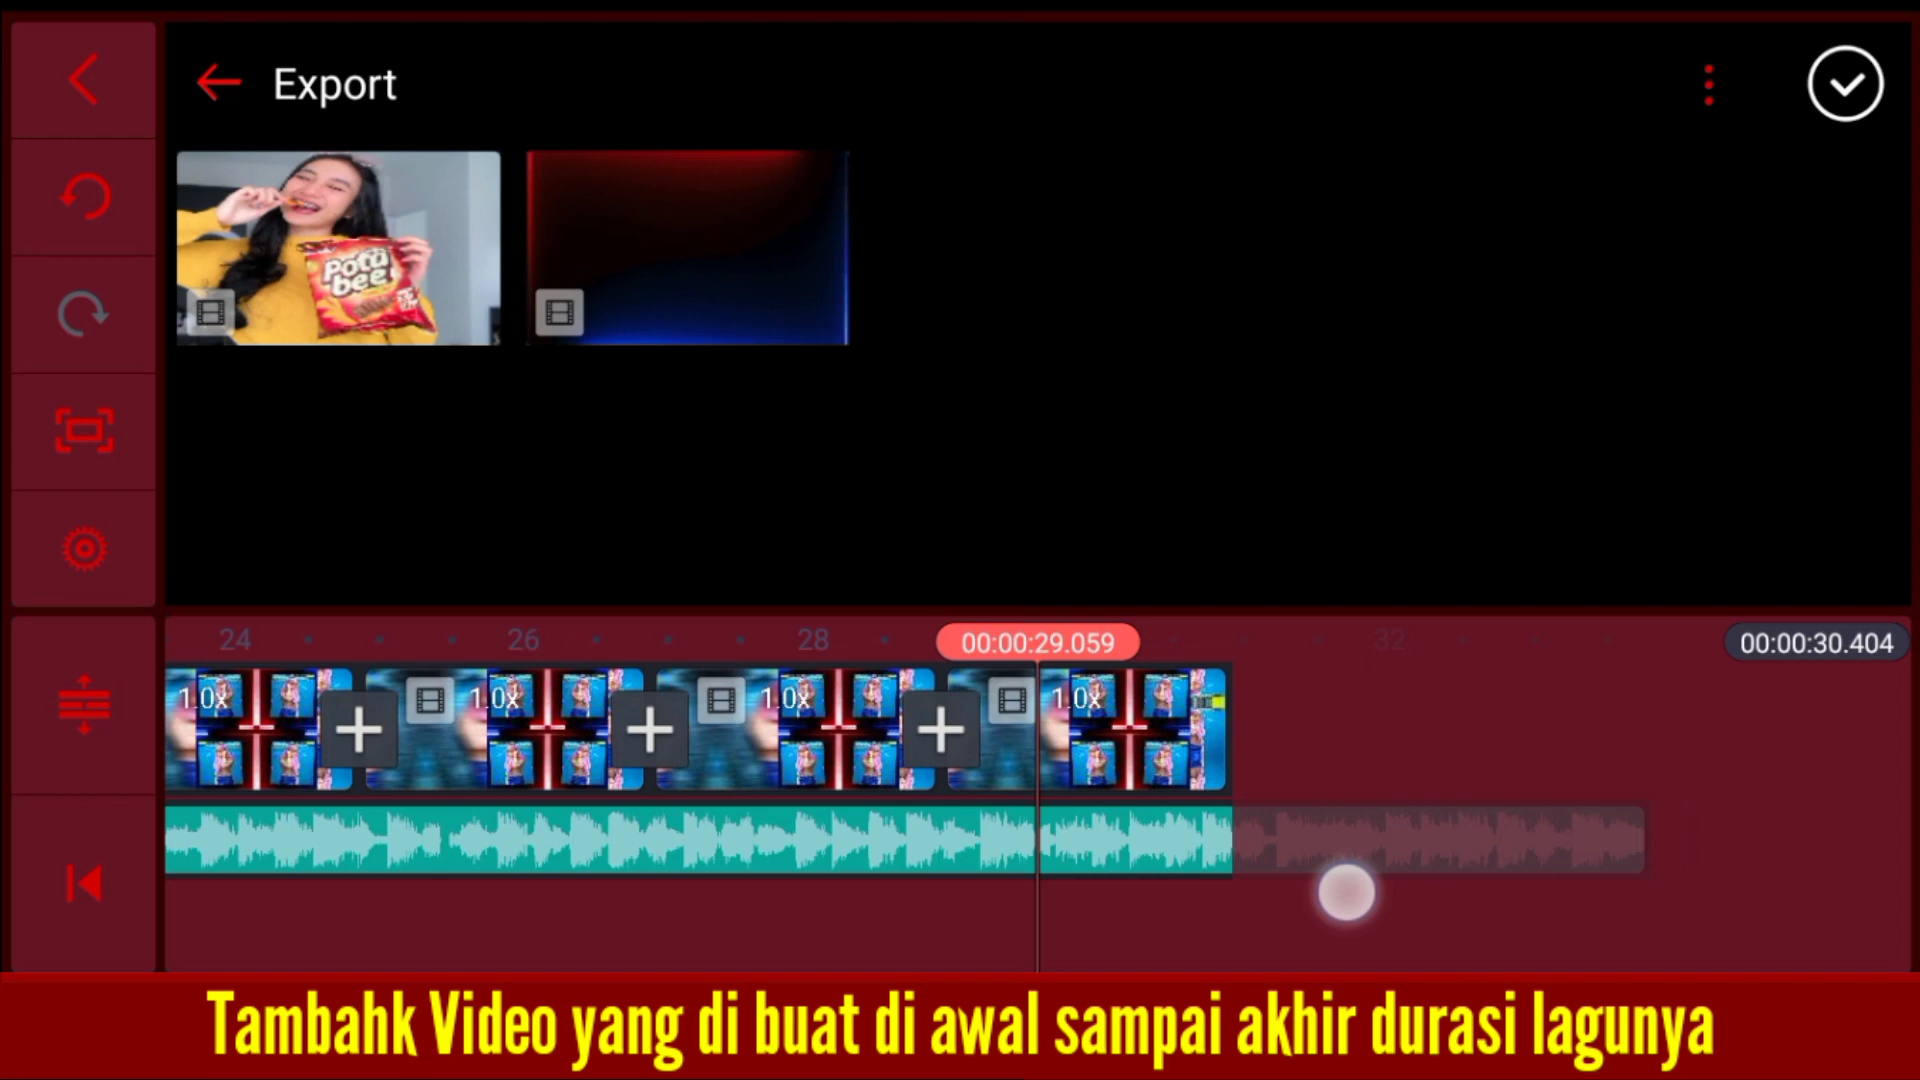 Export
Potabee
24
26
28
00:00:29.059
32
00:00:30.404
1.0x
1.0x
1.0x
1.0x
Tambahk Video yang di buat di awal sampai akhir durasi lagunya